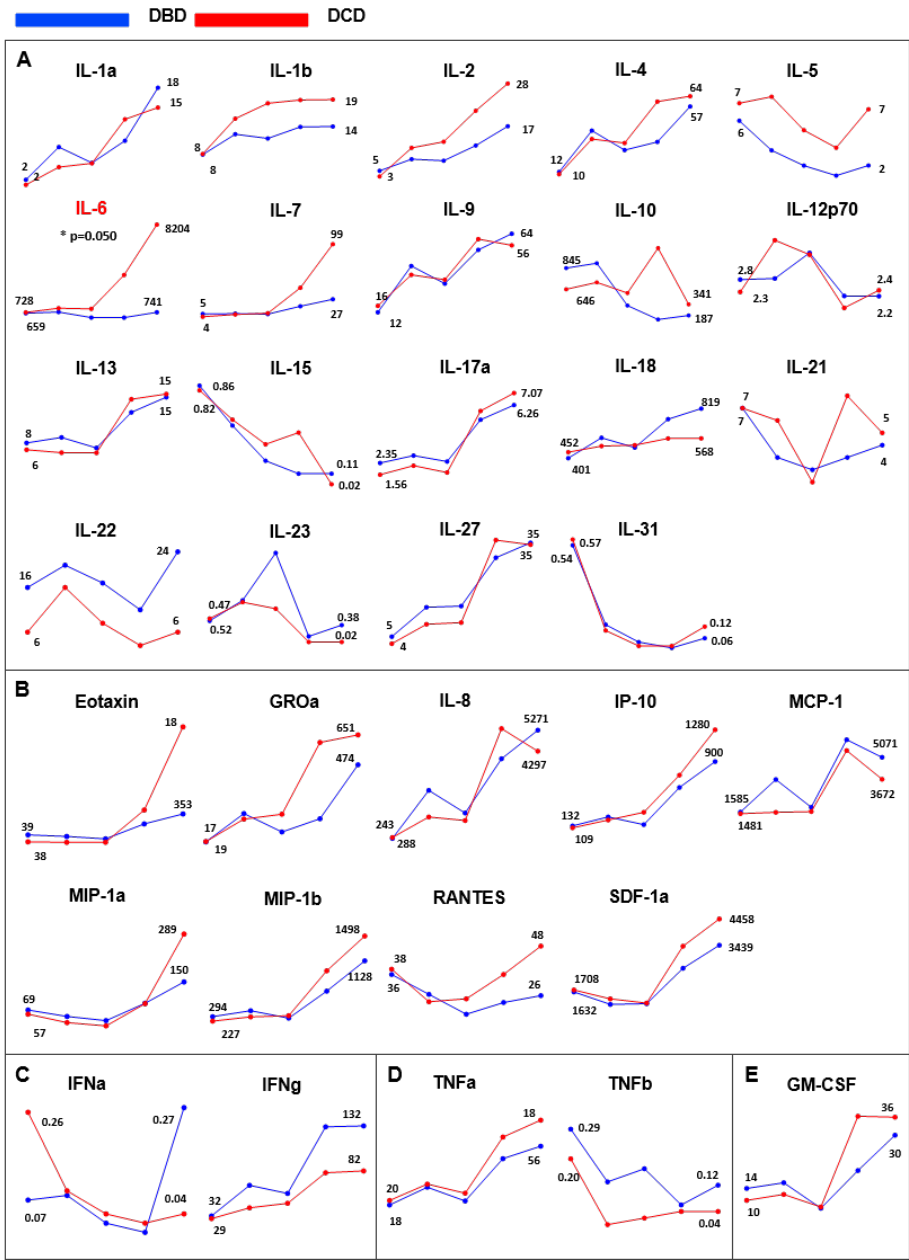 DBD DCD
A
IL-1a IL-1b IL-2 IL-4 IL-5
18 15 2 2
19 14 8 8
28 17 5 3
64 57 12 10
7 7 6 2
IL-6 IL-7 IL-9 IL-10 IL-12p70
* p=0.050
8204 728 741 659
99 5 4 27
64 56 16 12
845 646 341 187
2.8 2.3 2.4 2.2
IL-13 IL-15 IL-17a IL-18 IL-21
15 15 8 6
0.86 0.82 0.11 0.02
7.07 6.26 2.35 1.56
819 452 401 568
7 7 5 4
IL-22 IL-23 IL-27 IL-31
24 16 6 6
0.47 0.52 0.38 0.02
35 35 5 4
0.57 0.54 0.12 0.06
B
Eotaxin GROa IL-8 IP-10 MCP-1
18 353 39 38
651 474 17 19
5271 4297 243 288
1280 900 132 109
5071 3672 1585 1481
MIP-1a MIP-1b RANTES SDF-1a
289 150 69 57
1498 1128 294 227
48 38 36 26
4458 3439 1708 1632
C
IFNa IFNg
0.26 0.27 0.07 0.04
132 82 32 29
D
TNFa TNFb
18 56 20 18
0.29 0.20 0.12 0.04
E
GM-CSF
36 30 14 10